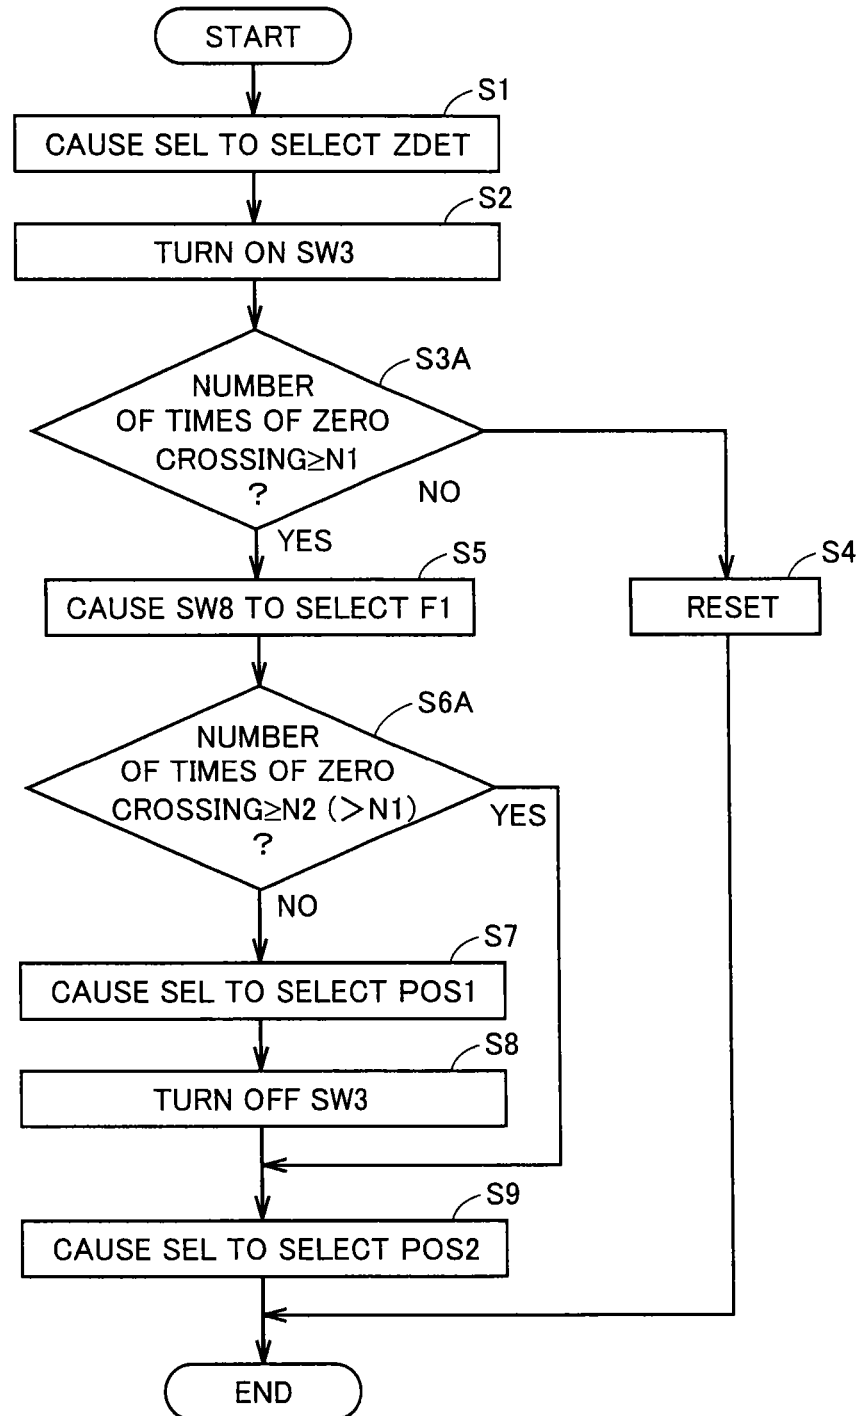 START
S1
CAUSE SEL TO SELECT ZDET
S2
TURN ON SW3
S3A
NUMBER
OF TIMES OF ZERO
CROSSING≥N1
?
NO
YES
S5
CAUSE SW8 TO SELECT F1
S4
RESET
S6A
NUMBER
OF TIMES OF ZERO
CROSSING≥N2 (>N1)
?
YES
NO
S7
CAUSE SEL TO SELECT POS1
S8
TURN OFF SW3
S9
CAUSE SEL TO SELECT POS2
END